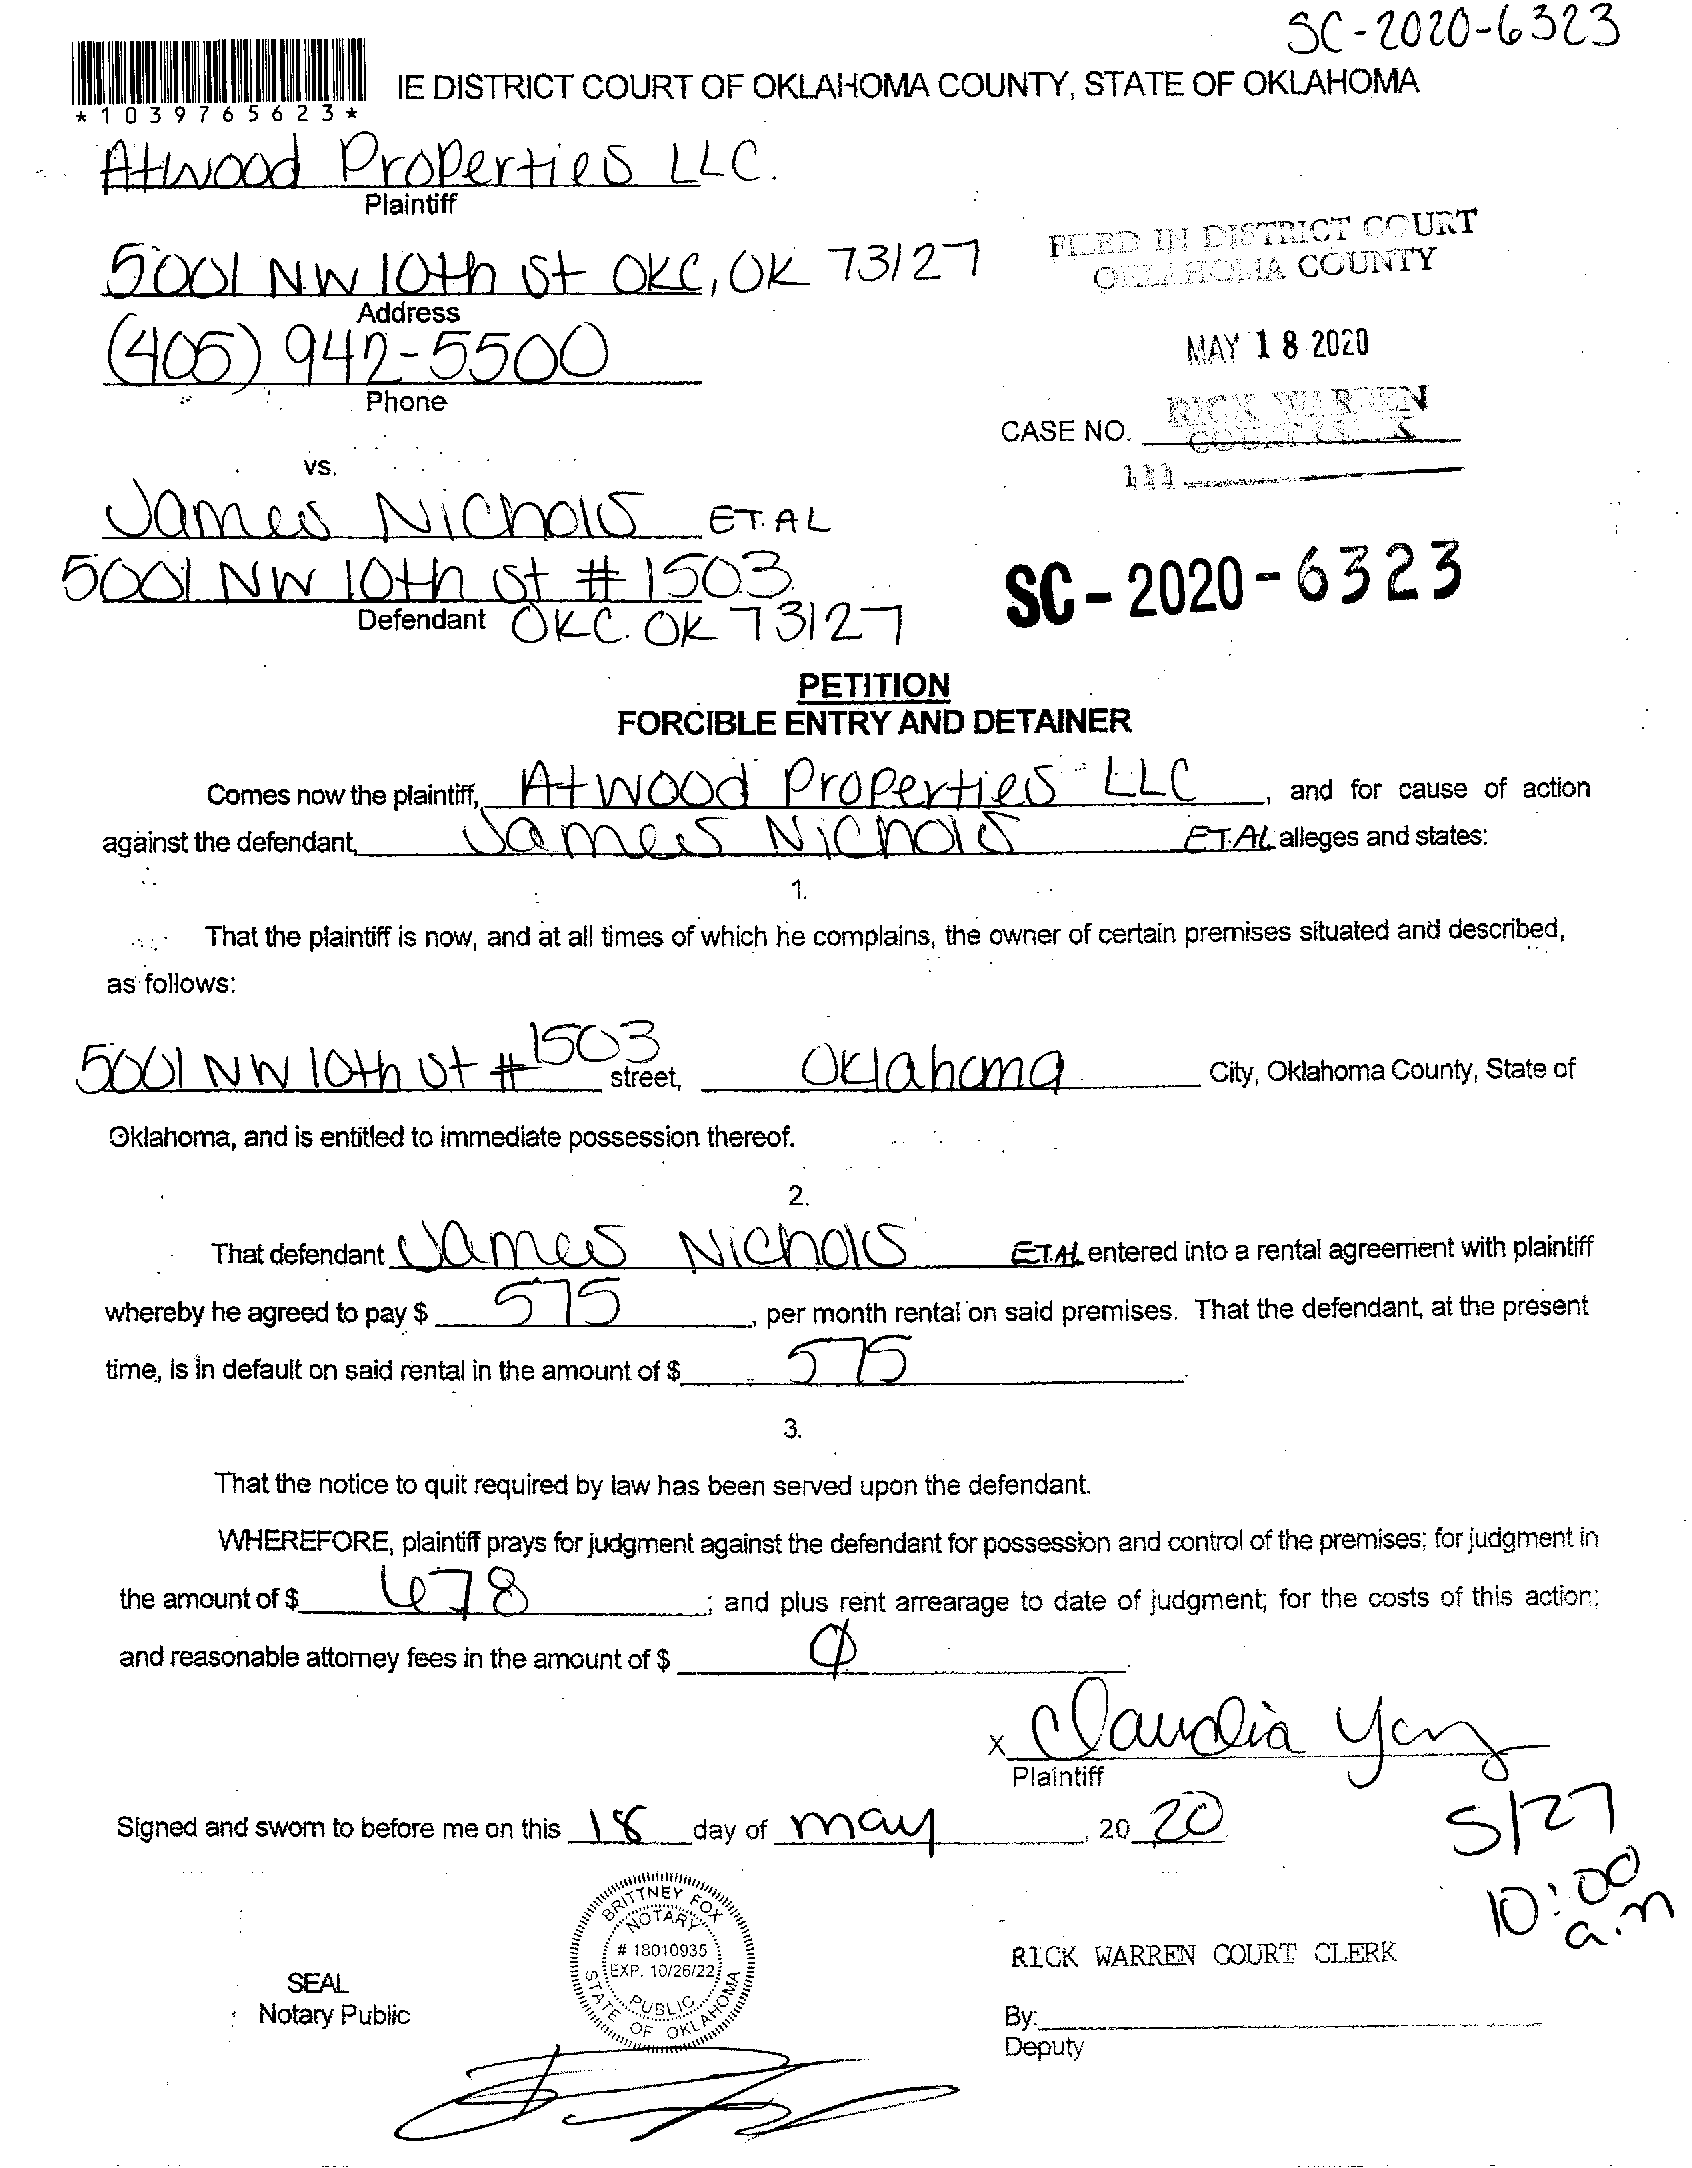 SC-2020-6323
IE DISTRICT COURT OF OKLAHOMA COUNTY, STATE OF OKLAHOMA
*1039765623*
Atwood Properties LLC.
Plaintiff
5001 NW 10th St OKC, OK 73127
Address
(405) 942-5500
Phone
FILED IN DISTRICT COURT
OKLAHOMA COUNTY
MAY 18 2020
RICK WARREN
CASE NO.
vs.
James Nichols ET.AL
5001 NW 10th St # 1503
Defendant OKC. OK 73127
SC-2020-6323
PETITION
FORCIBLE ENTRY AND DETAINER
Comes now the plaintiff, Atwood Properties LLC, and for cause of action
against the defendant, James Nichols ET.AL alleges and states:
1.
That the plaintiff is now, and at all times of which he complains, the owner of certain premises situated and described,
as follows:
5001 NW 10th St # 1503 street, Oklahoma City, Oklahoma County, State of
Oklahoma, and is entitled to immediate possession thereof.
2.
That defendant James Nichols ET.AL entered into a rental agreement with plaintiff
whereby he agreed to pay $ 575, per month rental on said premises. That the defendant, at the present
time, is in default on said rental in the amount of $ 575.
3.
That the notice to quit required by law has been served upon the defendant.
WHEREFORE, plaintiff prays for judgment against the defendant for possession and control of the premises; for judgment in
the amount of $ 678; and plus rent arrearage to date of judgment; for the costs of this action;
and reasonable attorney fees in the amount of $ Ø.
x Claudia
Plaintiff
Signed and sworn to before me on this 18 day of may, 20 20
5/27
10:00
a.m
BRITTNEY FOX
NOTARY
# 18010935
EXP. 10/26/22
PUBLIC
STATE OF OKLAHOMA
SEAL
Notary Public
RICK WARREN COURT CLERK
By:
Deputy